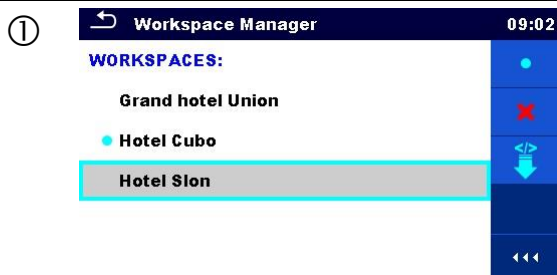 ①
Workspace Manager 09:02
WORKSPACES:
Grand hotel Union
Hotel Cubo
Hotel Slon